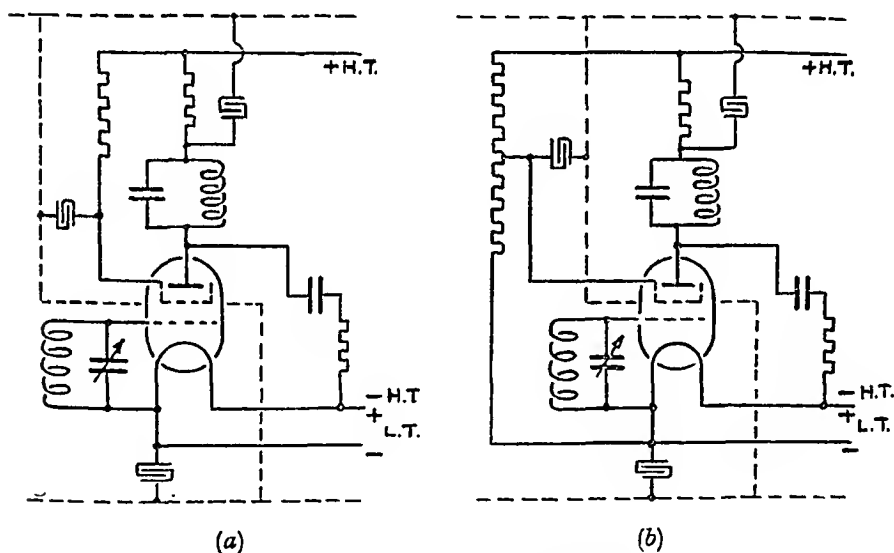 +H.T.
- H.T
+
L.T.
-
(a)
+H.T.
- H.T.
+
L.T.
-
(b)